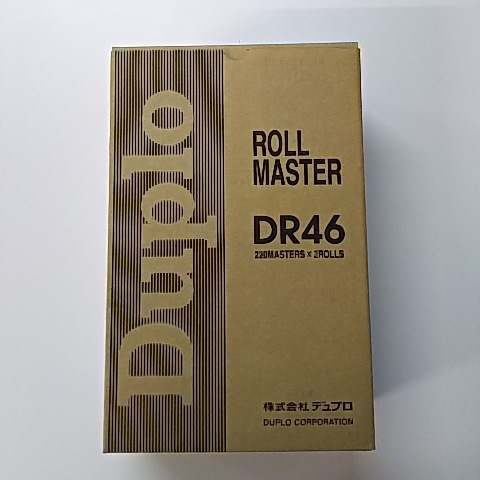 Duplo
ROLL
MASTER
DR46
220MASTERS × 2ROLLS
株式会社 デュプロ
DUPLO CORPORATION